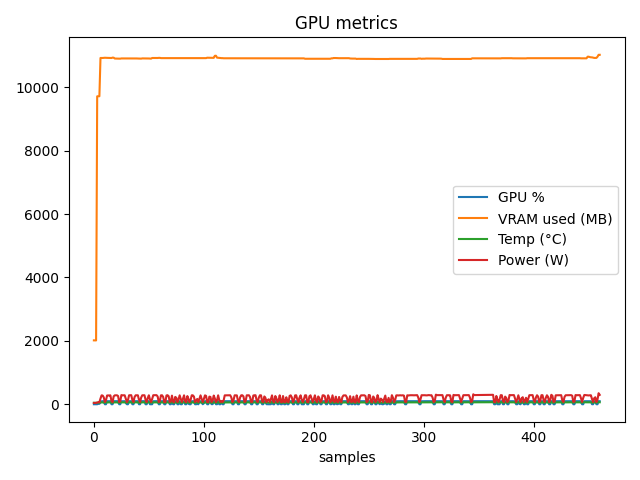 GPU metrics
10000
8000
6000
4000
2000
0
GPU %
VRAM used (MB)
Temp (°C)
Power (W)
0 100 200 300 400
samples